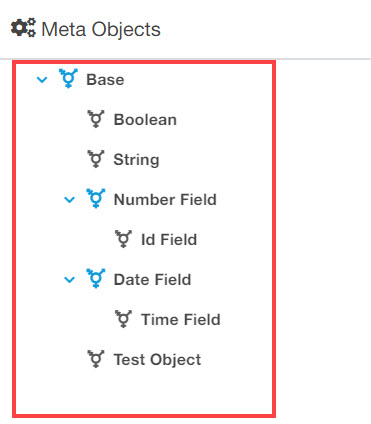 Meta Objects
Base
Boolean
String
Number Field
Id Field
Date Field
Time Field
Test Object